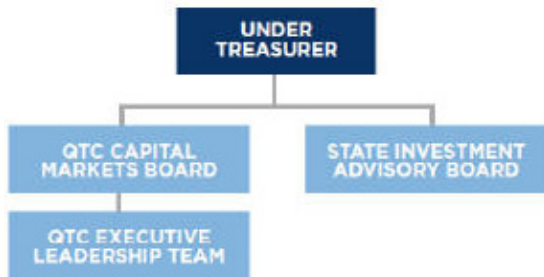 UNDER
TREASURER
QTC CAPITAL
MARKETS BOARD
STATE INVESTMENT
ADVISORY BOARD
QTC EXECUTIVE
LEADERSHIP TEAM